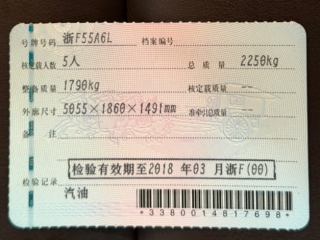 号牌号码 浙F55A6L 档案编号
核定载人数 5人 总质量 2250kg
整备质量 1790kg 核定载质量 --
外廓尺寸 5055×1860×1491mm 准牵引总质量 --
备注
检验有效期至2018年03月浙F(00)
检验记录
汽油
*3380014817698*